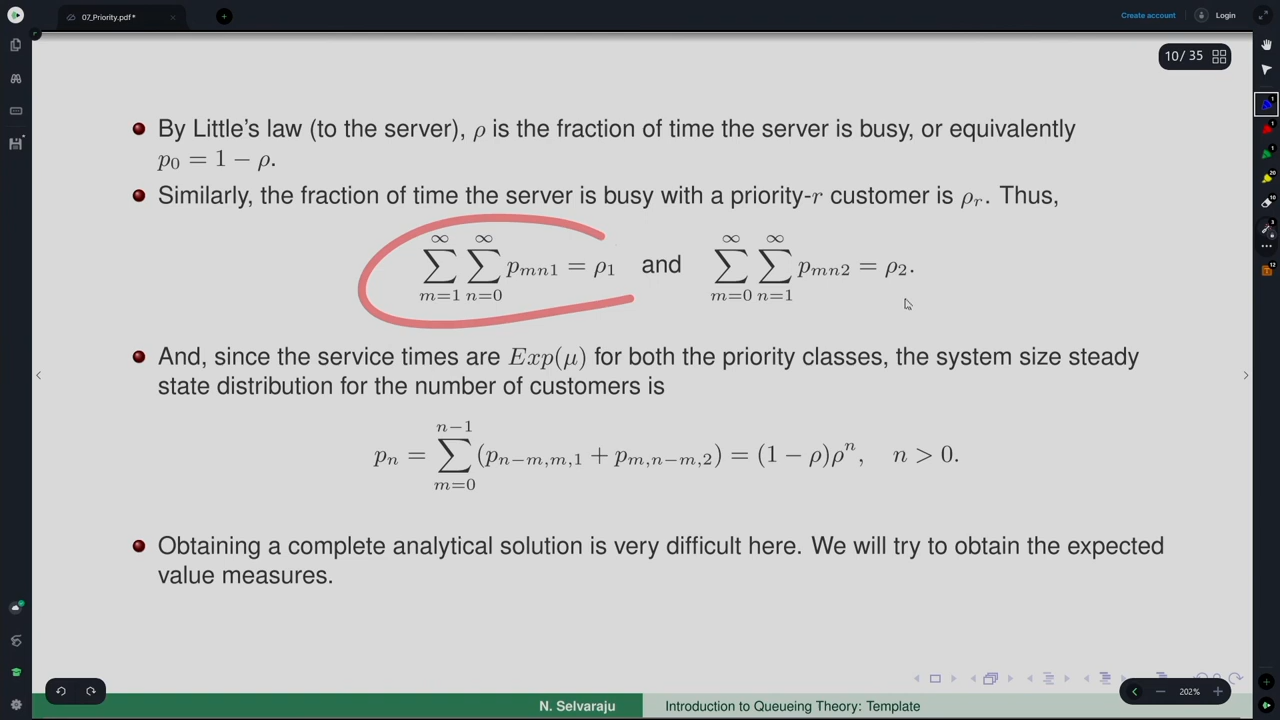 07_Priority.pdf*
Create account
Login
10/ 35
By Little's law (to the server), ρ is the fraction of time the server is busy, or equivalently
p₀ = 1 − ρ.
Similarly, the fraction of time the server is busy with a priority-r customer is ρᵣ. Thus,
∑_{m=1}^{∞} ∑_{n=0}^{∞} p_{mn1} = ρ₁ and ∑_{m=0}^{∞} ∑_{n=1}^{∞} p_{mn2} = ρ₂.
And, since the service times are Exp(μ) for both the priority classes, the system size steady
state distribution for the number of customers is
p_n = ∑_{m=0}^{n−1} (p_{n−m,m,1} + p_{m,n−m,2}) = (1 − ρ)ρⁿ, n > 0.
Obtaining a complete analytical solution is very difficult here. We will try to obtain the expected
value measures.
202%
N. Selvaraju
Introduction to Queueing Theory: Template